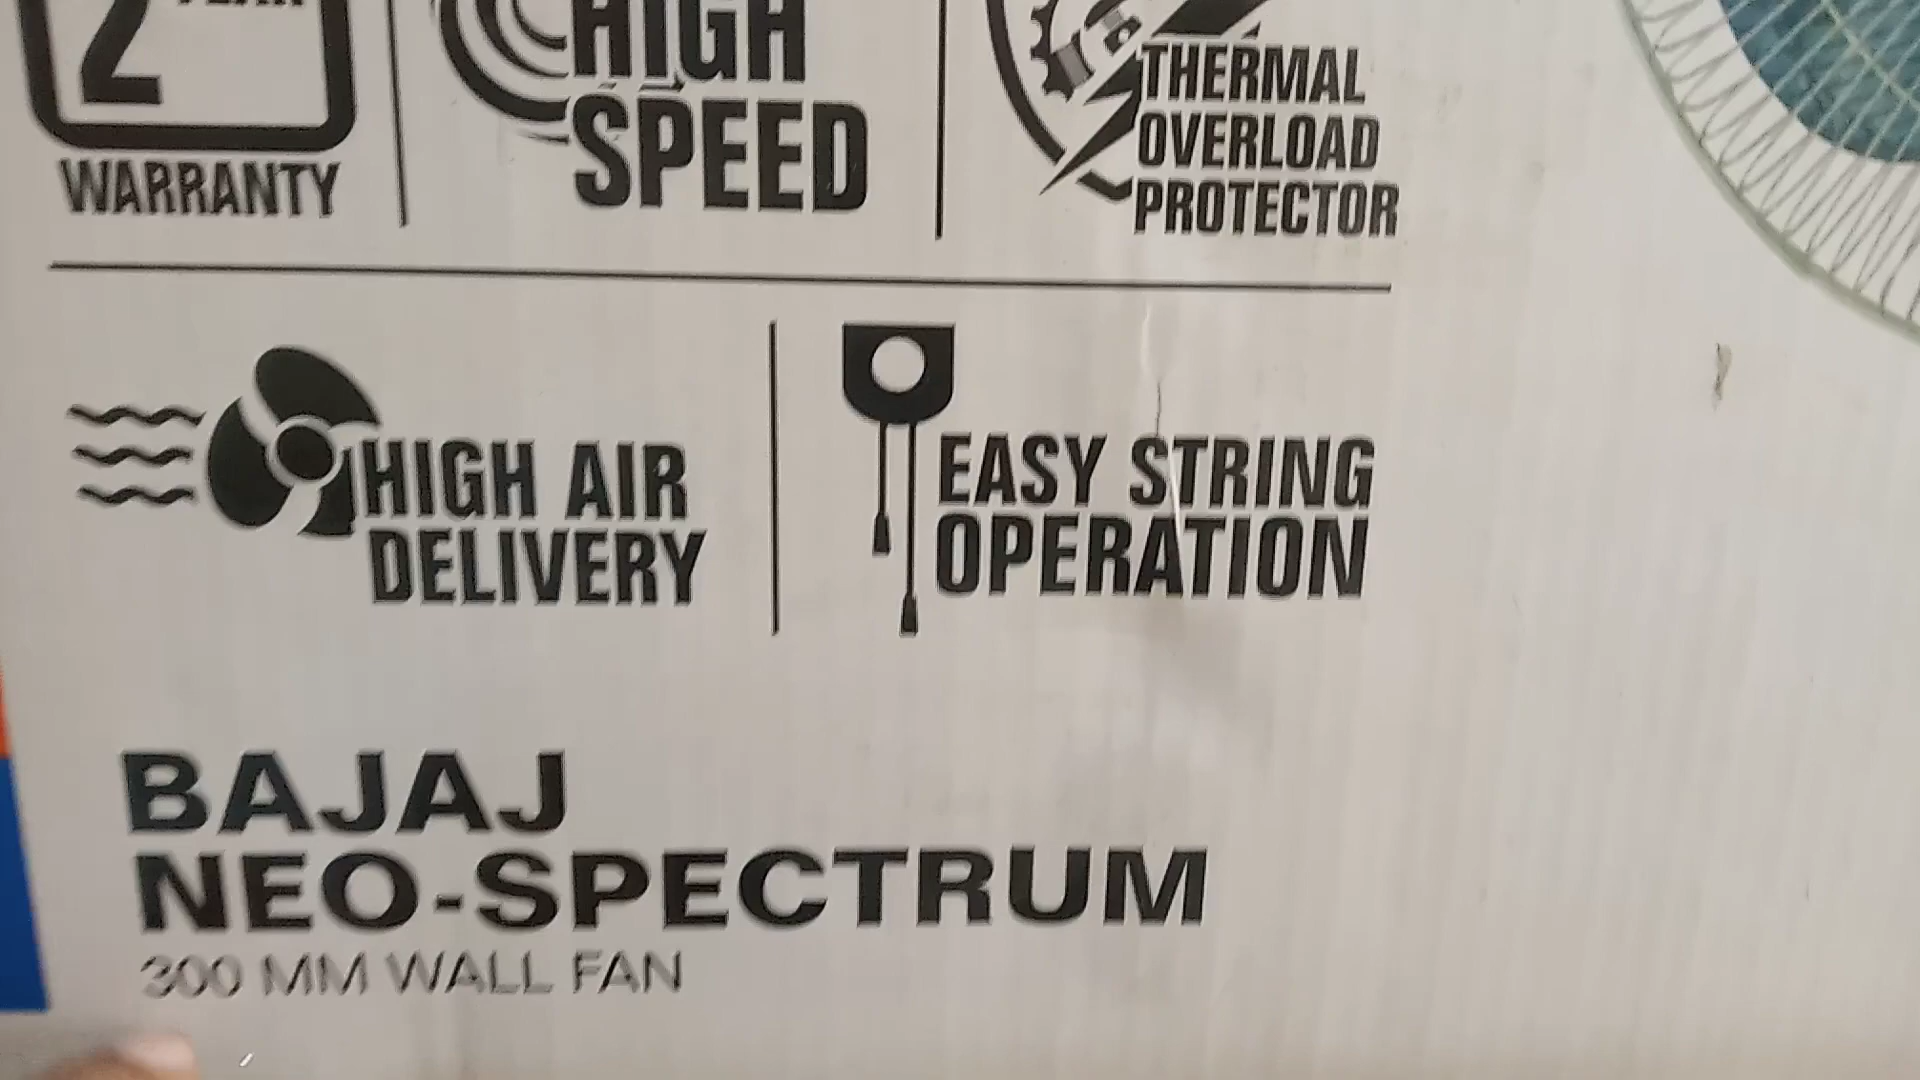 2 YEAR
WARRANTY
HIGH
SPEED
THERMAL
OVERLOAD
PROTECTOR
HIGH AIR
DELIVERY
EASY STRING
OPERATION
BAJAJ
NEO-SPECTRUM
300 MM WALL FAN